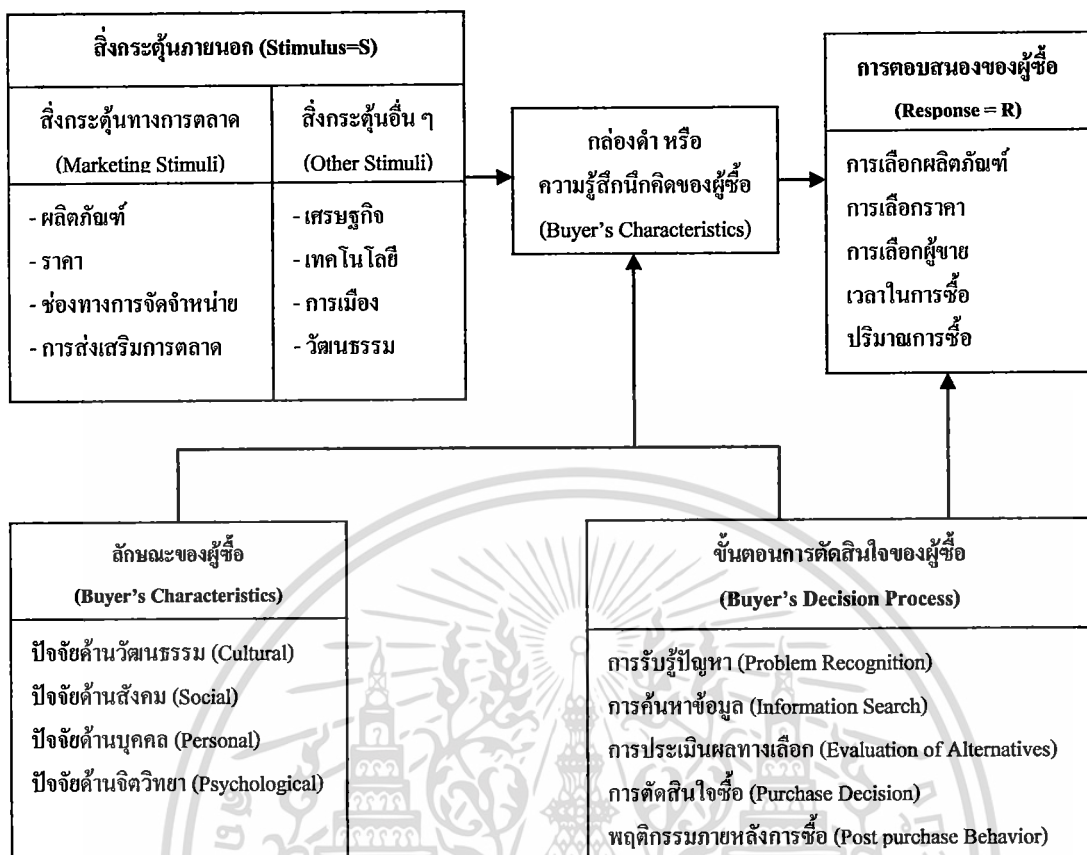 สิ่งกระตุ้นภายนอก (Stimulus=S)
สิ่งกระตุ้นทางการตลาด
(Marketing Stimuli)
- ผลิตภัณฑ์
- ราคา
- ช่องทางการจัดจำหน่าย
- การส่งเสริมการตลาด
สิ่งกระตุ้นอื่น ๆ
(Other Stimuli)
- เศรษฐกิจ
- เทคโนโลยี
- การเมือง
- วัฒนธรรม
กล่องดำ หรือ
ความรู้สึกนึกคิดของผู้ซื้อ
(Buyer's Characteristics)
การตอบสนองของผู้ซื้อ
(Response = R)
การเลือกผลิตภัณฑ์
การเลือกราคา
การเลือกผู้ขาย
เวลาในการซื้อ
ปริมาณการซื้อ
ลักษณะของผู้ซื้อ
(Buyer's Characteristics)
ปัจจัยด้านวัฒนธรรม (Cultural)
ปัจจัยด้านสังคม (Social)
ปัจจัยด้านบุคคล (Personal)
ปัจจัยด้านจิตวิทยา (Psychological)
ขั้นตอนการตัดสินใจของผู้ซื้อ
(Buyer's Decision Process)
การรับรู้ปัญหา (Problem Recognition)
การค้นหาข้อมูล (Information Search)
การประเมินผลทางเลือก (Evaluation of Alternatives)
การตัดสินใจซื้อ (Purchase Decision)
พฤติกรรมภายหลังการซื้อ (Post purchase Behavior)